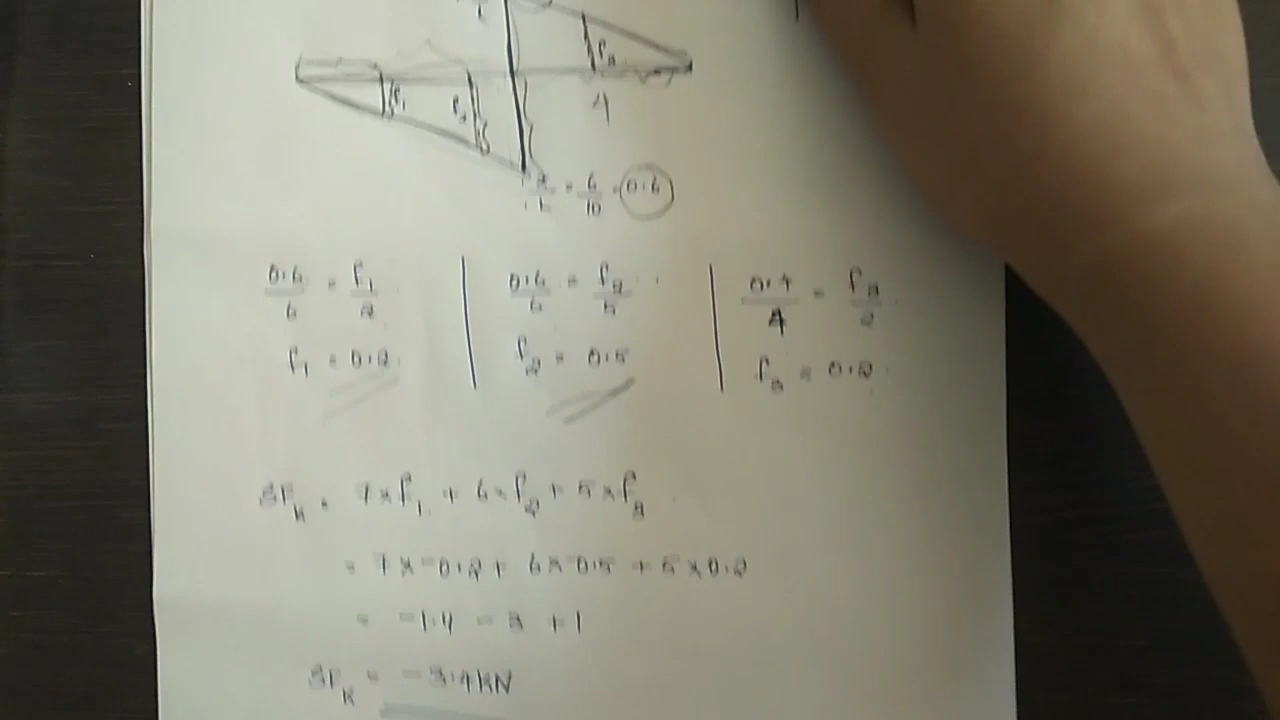 f₃
f₁ f₂ 4
= 6/10 = 0.6
0.6/6 = f₁/2 | 0.6/6 = f₂/5 | 0.4/4 = f₃/2
f₁ = 0.2 | f₂ = 0.5 | f₃ = 0.2
SFₖ = 7×f₁ + 6×f₂ + 5×f₃
= 7×-0.2 + 6×-0.5 + 5×0.2
= -1.4 - 3 + 1
SFₖ = -3.4kN